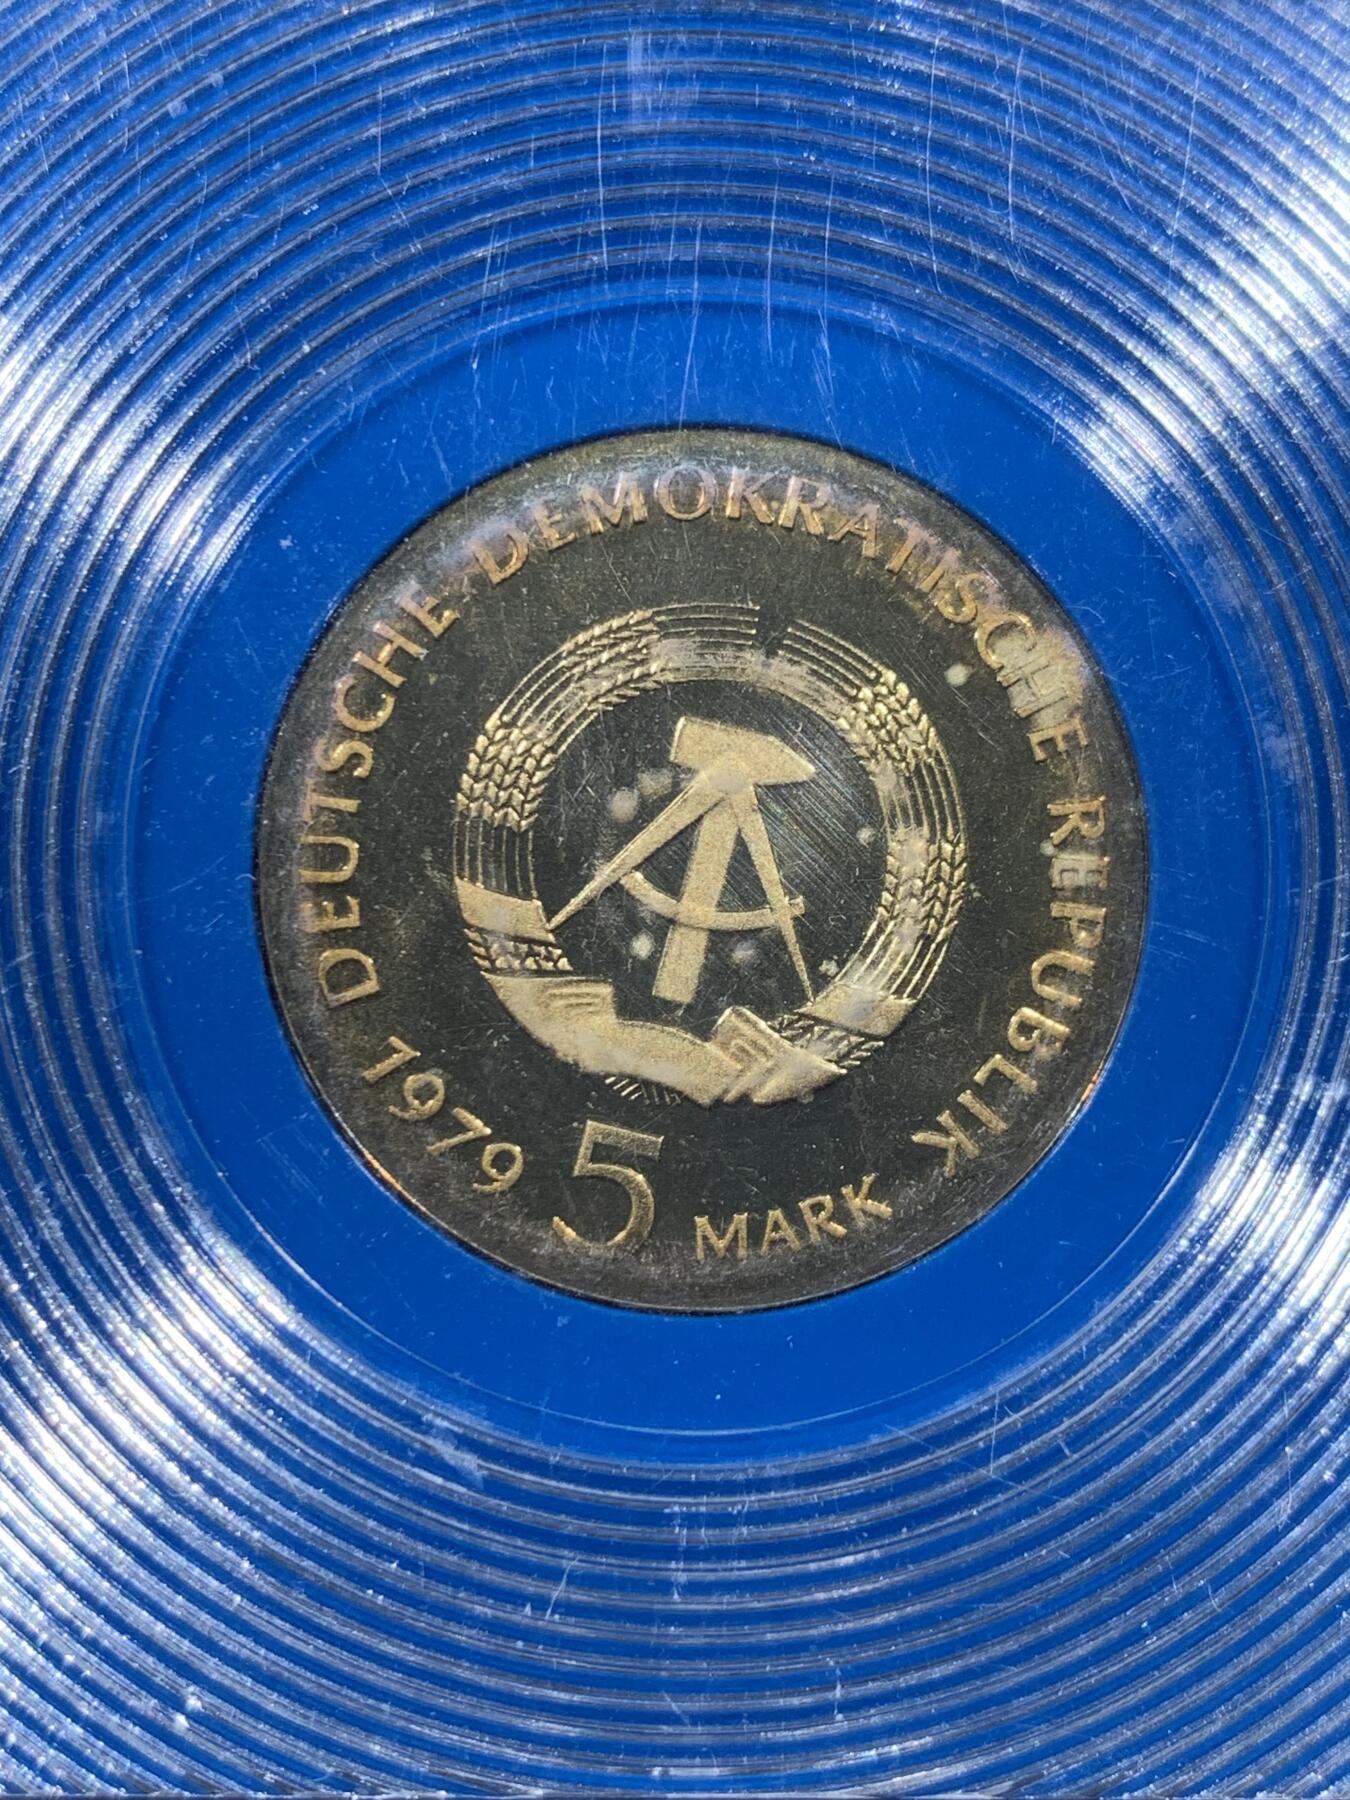 DEUTSCHE DEMOKRATISCHE REPUBLIK
1979
5 MARK